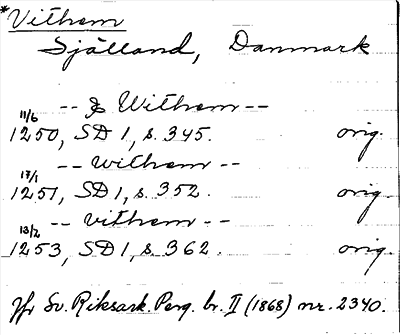 *Vithem
Själland, Danmark
-- & Withem --
11/6
1250, SD 1, s. 345. orig.
-- withem --
17/1
1251, SD 1, s. 352. orig.
-- vithem --
13/2
1253, SD 1, s. 362. orig.
Jfr Sv. Riksark. Perg. br. II (1868) nr. 2340.